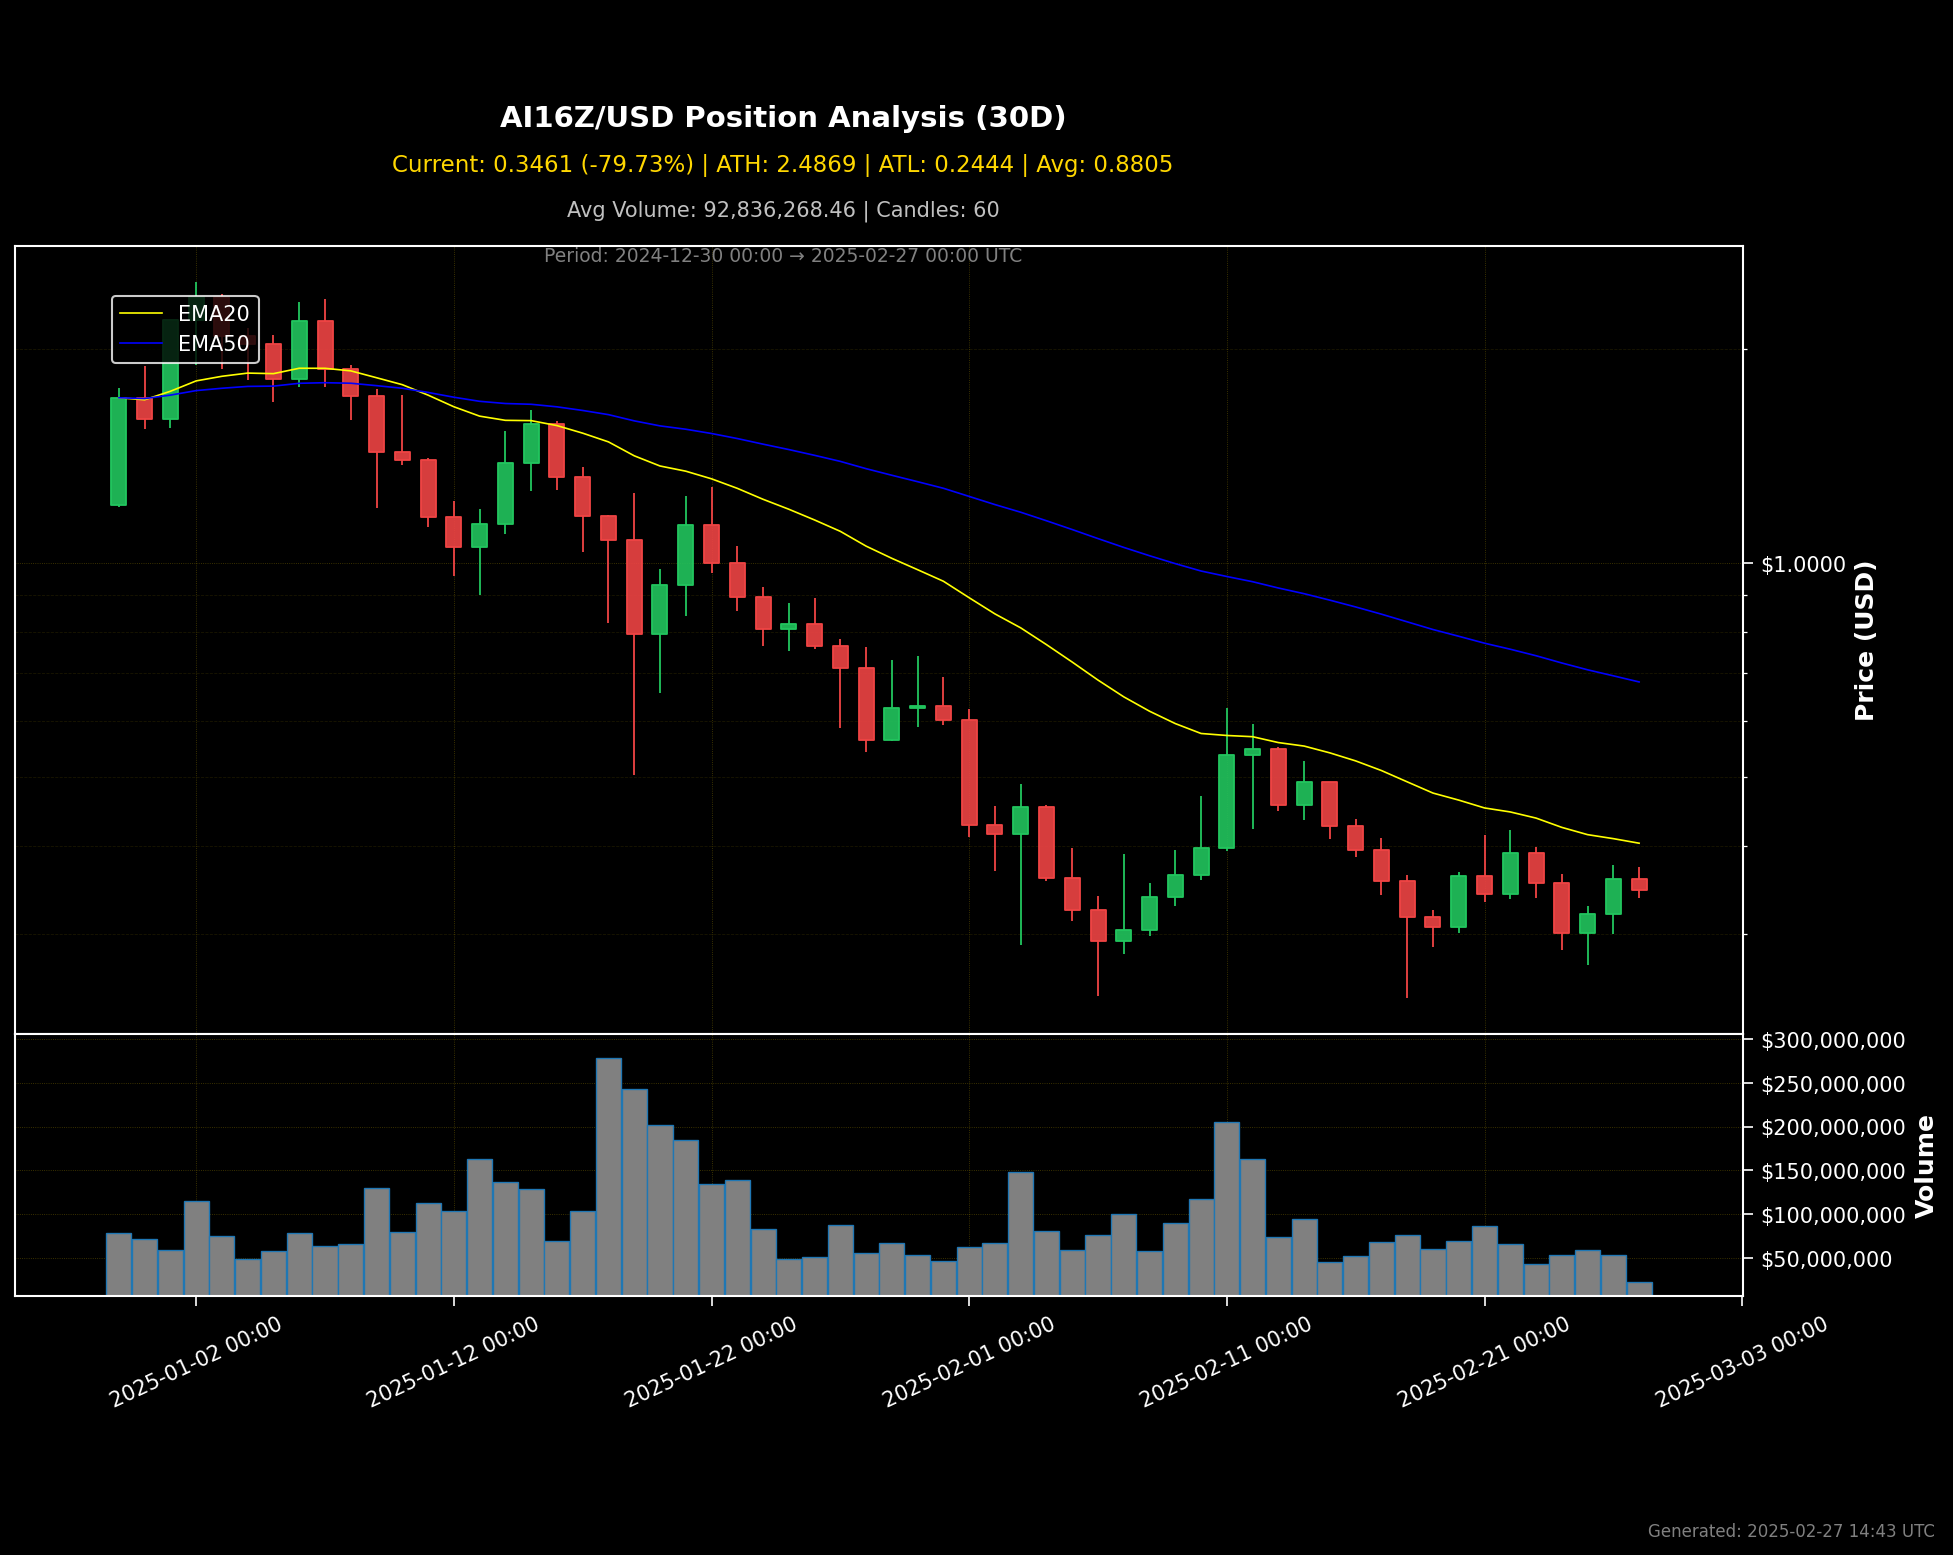 AI16Z/USD Position Analysis (30D)
Current: 0.3461 (-79.73%) | ATH: 2.4869 | ATL: 0.2444 | Avg: 0.8805
Avg Volume: 92,836,268.46 | Candles: 60
Period: 2024-12-30 00:00 → 2025-02-27 00:00 UTC
EMA20
EMA50
$1.0000
Price (USD)
$300,000,000
$250,000,000
$200,000,000
$150,000,000
$100,000,000
$50,000,000
Volume
2025-01-02 00:00
2025-01-12 00:00
2025-01-22 00:00
2025-02-01 00:00
2025-02-11 00:00
2025-02-21 00:00
2025-03-03 00:00
Generated: 2025-02-27 14:43 UTC